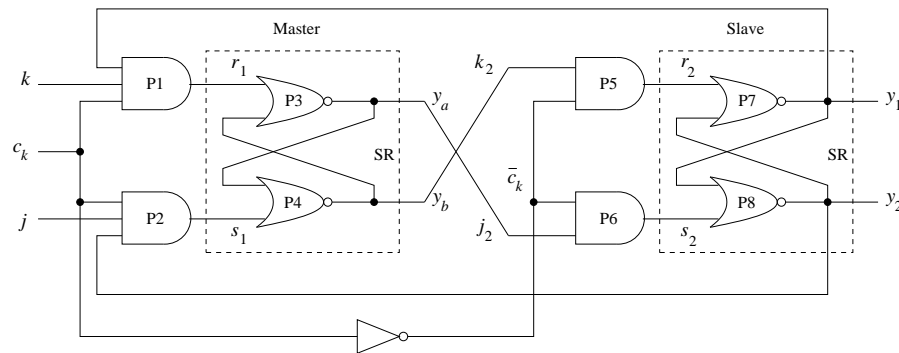 Master
Slave
r1
k2
r2
k
P1
P3
P5
P7
ya
y1
ck
SR
c̄k
SR
j
P2
P4
yb
P6
P8
y2
s1
j2
s2